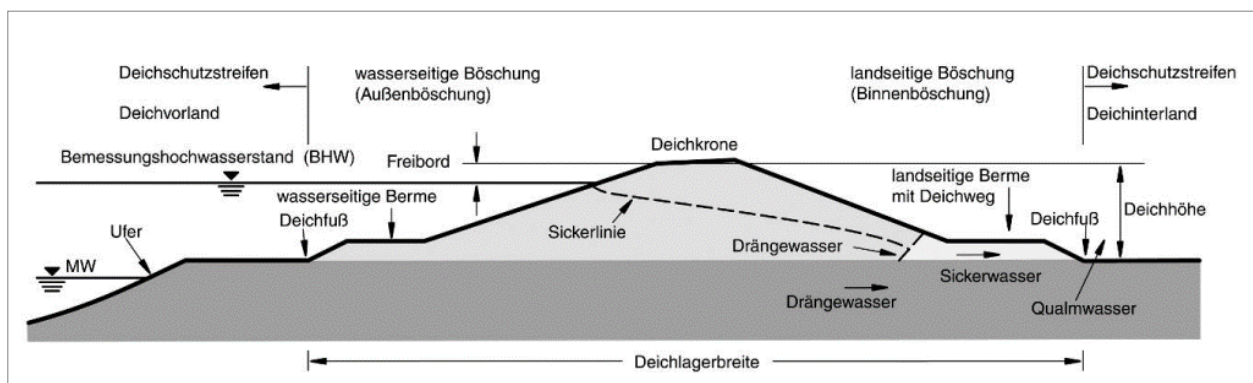 Deichschutzstreifen
Deichvorland
wasserseitige Böschung
(Außenböschung)
landseitige Böschung
(Binnenböschung)
Deichschutzstreifen
Deichinterland
Bemessungshochwasserstand (BHW)
Freibord
Deichkrone
wasserseitige Berme
Deichfuß
landseitige Berme
mit Deichweg
Deichfuß
Deichhöhe
Ufer
Sickerlinie
MW
Drängewasser
Sickerwasser
Drängewasser
Qualmwasser
Deichlagerbreite